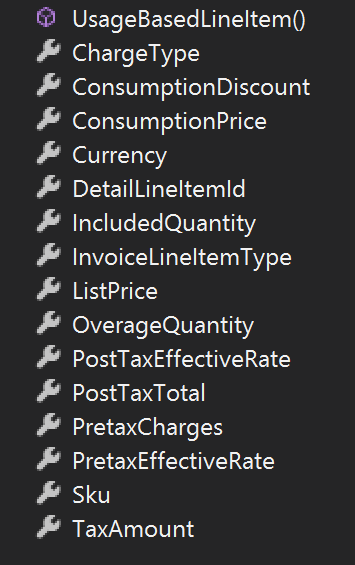 UsageBasedLineItem()
ChargeType
ConsumptionDiscount
ConsumptionPrice
Currency
DetailLineItemId
IncludedQuantity
InvoiceLineItemType
ListPrice
OverageQuantity
PostTaxEffectiveRate
PostTaxTotal
PretaxCharges
PretaxEffectiveRate
Sku
TaxAmount